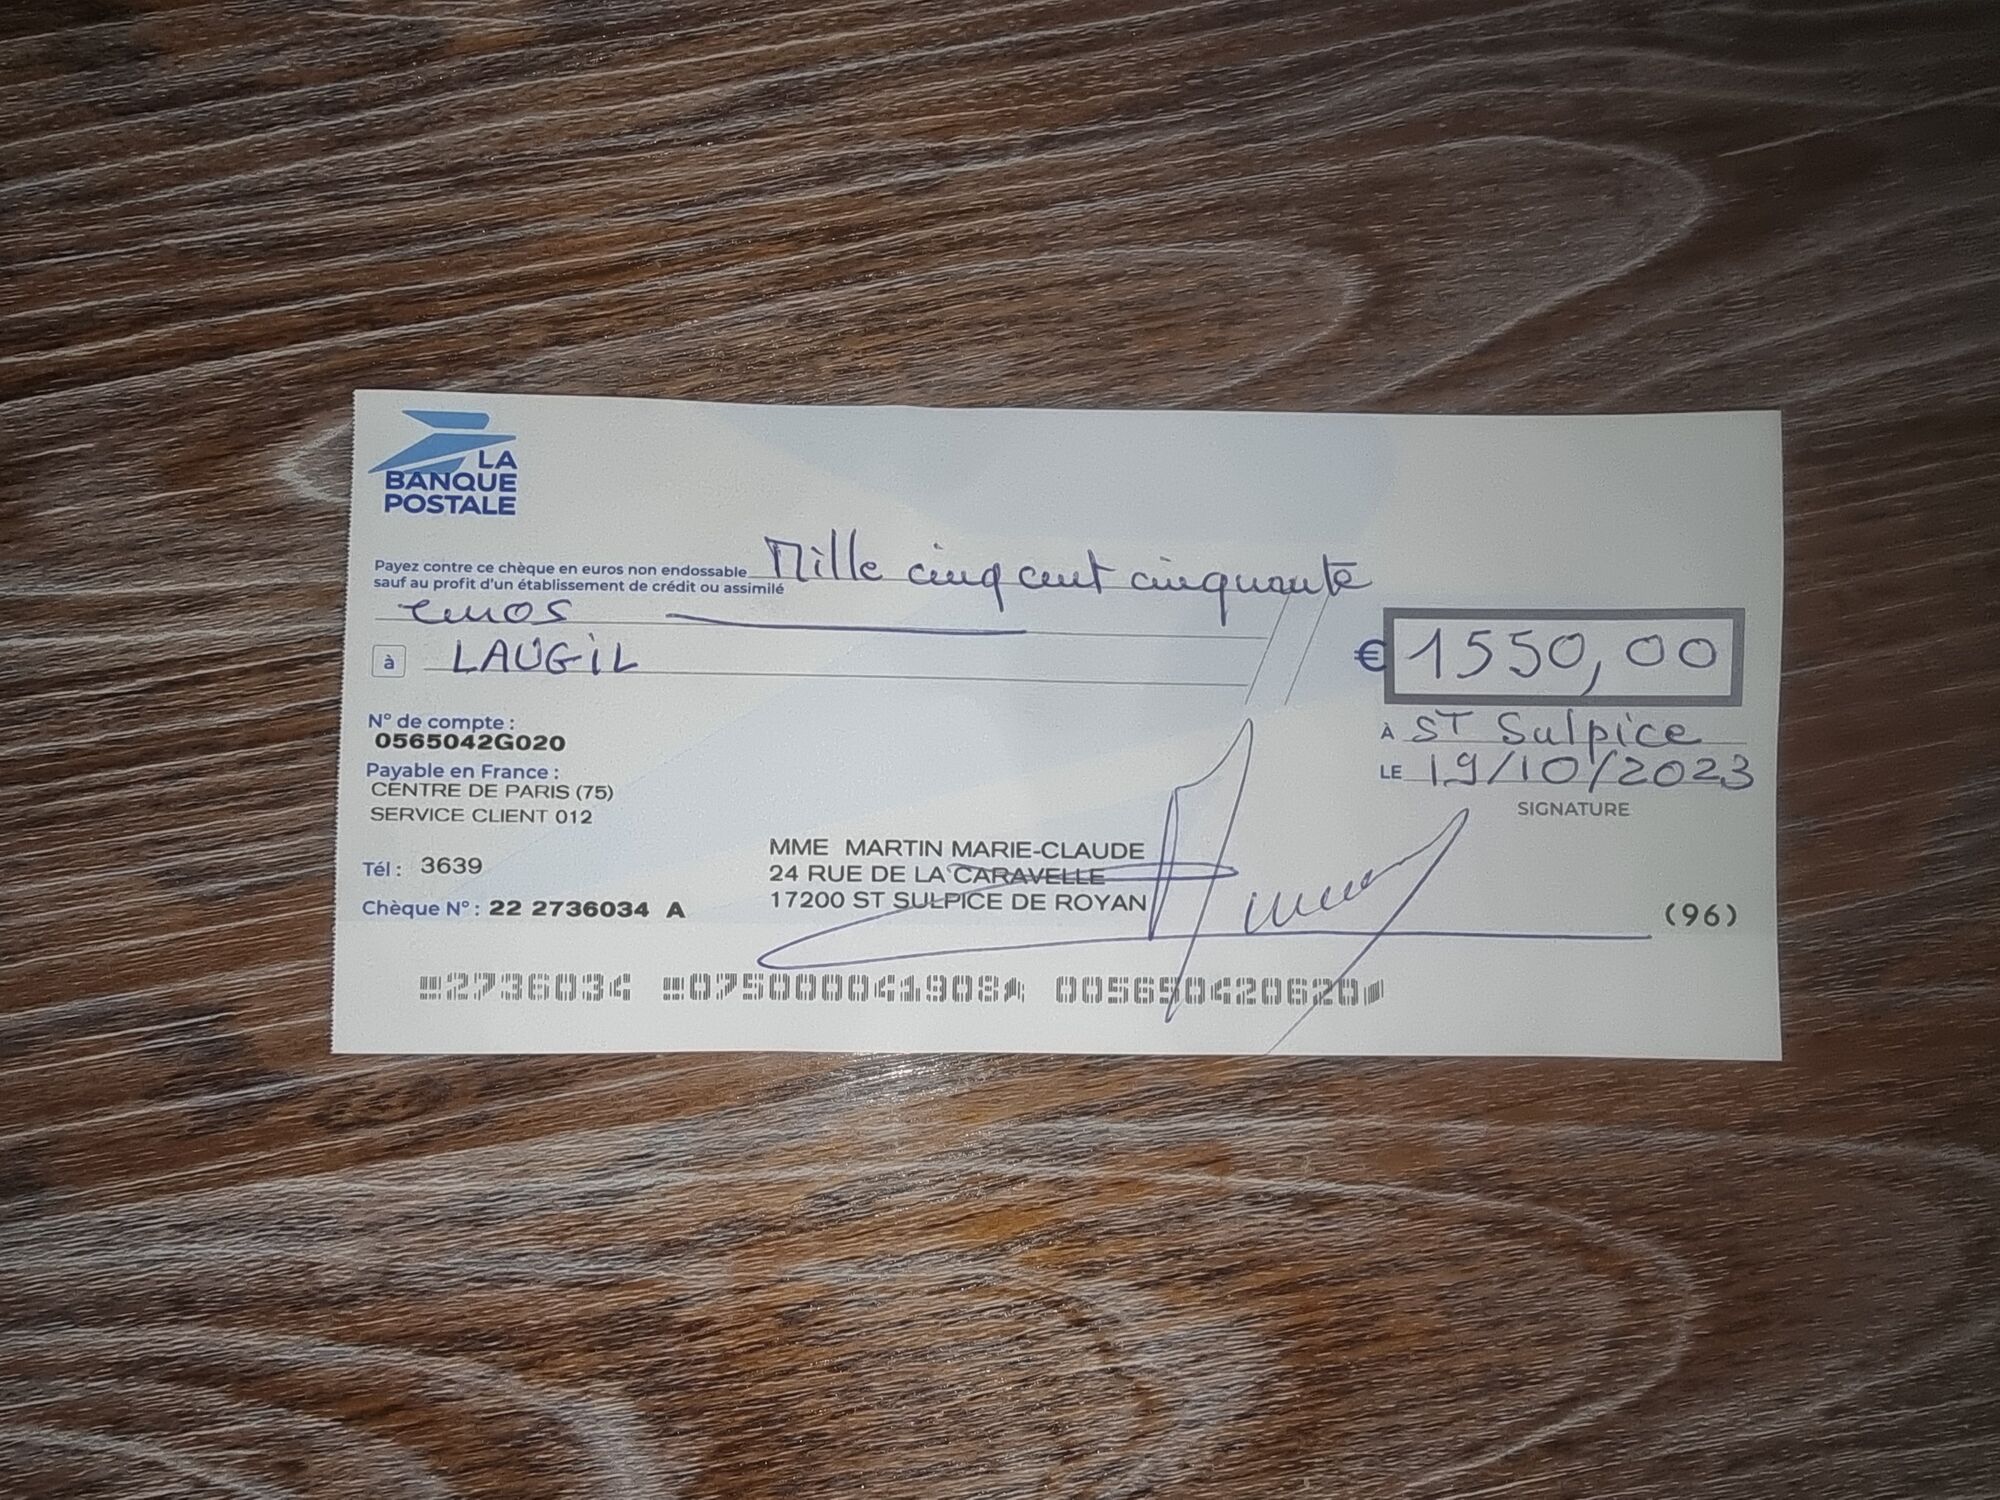 LA
BANQUE
POSTALE
Payez contre ce chèque en euros non endossable
sauf au profit d'un établissement de crédit ou assimilé
Mille cinq cent cinquante
euros
à LAUGIL
€ 1550,00
À ST Sulpice
LE 19/10/2023
SIGNATURE
N° de compte :
0565042G020
Payable en France :
CENTRE DE PARIS (75)
SERVICE CLIENT 012
Tél : 3639
Chèque N° : 22 2736034 A
MME MARTIN MARIE-CLAUDE
24 RUE DE LA CARAVELLE
17200 ST SULPICE DE ROYAN
(96)
2736034 075000041908 005650420620